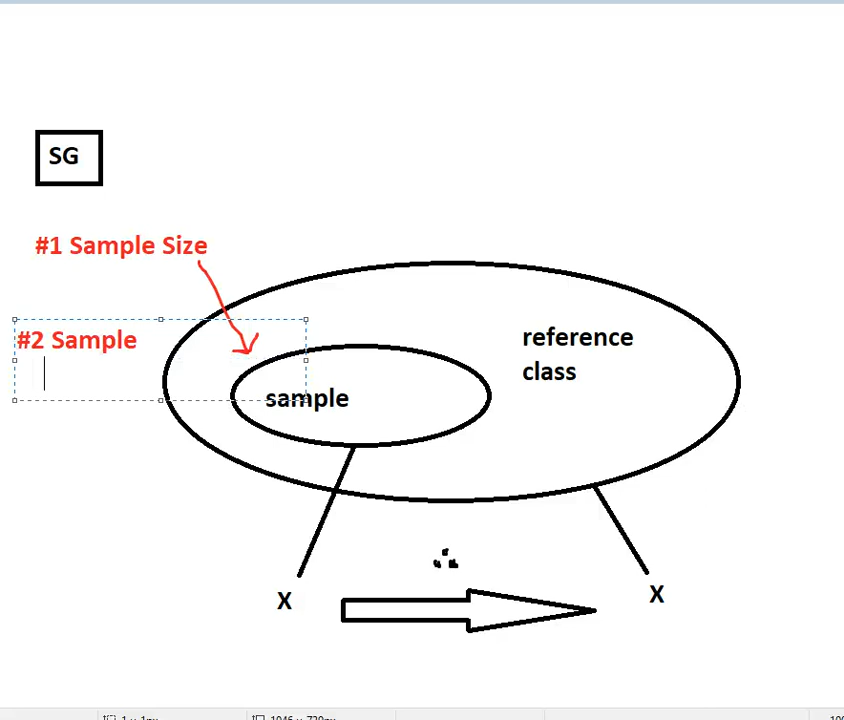 SG
#1 Sample Size
#2 Sample
reference
class
sample
∴
X
X